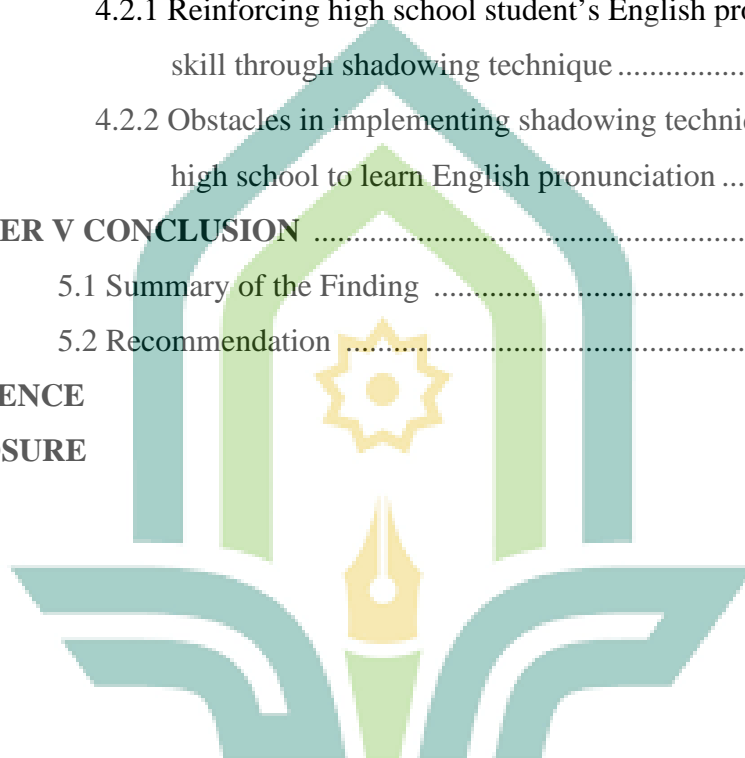 4.2.1 Reinforcing high school student's English pro
skill through shadowing technique ..................
4.2.2 Obstacles in implementing shadowing techni
high school to learn English pronunciation ...
ER V CONCLUSION ..........................................................
5.1 Summary of the Finding ..........................................
5.2 Recommendation .......................................................
ENCE
OSURE